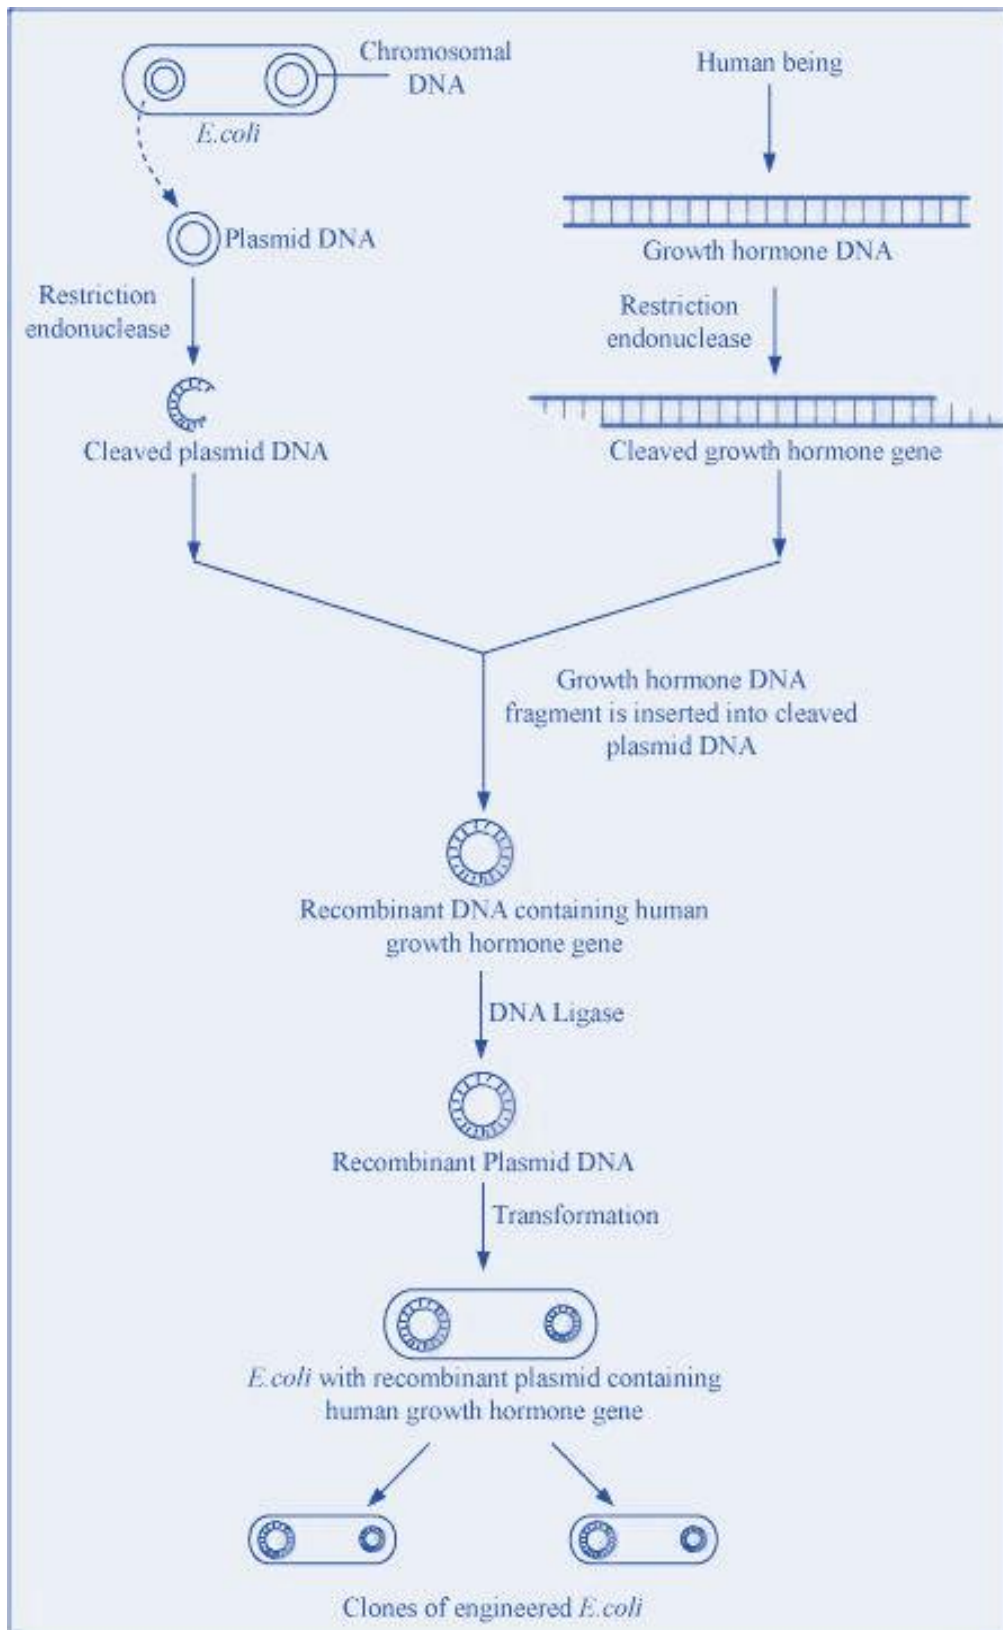 Chromosomal
DNA
E.coli
Human being
Plasmid DNA
Growth hormone DNA
Restriction
endonuclease
Restriction
endonuclease
Cleaved plasmid DNA
Cleaved growth hormone gene
Growth hormone DNA
fragment is inserted into cleaved
plasmid DNA
Recombinant DNA containing human
growth hormone gene
DNA Ligase
Recombinant Plasmid DNA
Transformation
E.coli with recombinant plasmid containing
human growth hormone gene
Clones of engineered E.coli